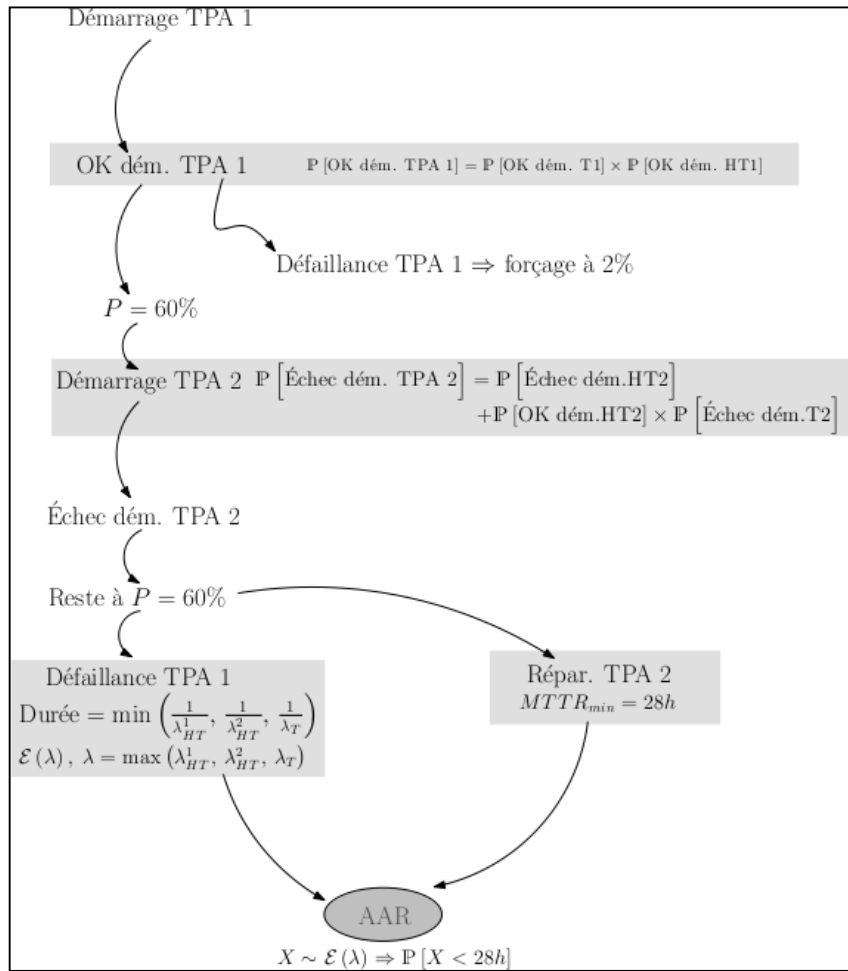 Démarrage TPA 1
OK dém. TPA 1 ℙ [OK dém. TPA 1] = ℙ [OK dém. T1] × ℙ [OK dém. HT1]
Défaillance TPA 1 ⇒ forçage à 2%
P = 60%
Démarrage TPA 2 ℙ [Échec dém. TPA 2] = ℙ [Échec dém.HT2]
+ℙ [OK dém.HT2] × ℙ [Échec dém.T2]
Échec dém. TPA 2
Reste à P = 60%
Défaillance TPA 1
Durée = min (1/λ¹_HT, 1/λ²_HT, 1/λ_T)
ℰ (λ), λ = max (λ¹_HT, λ²_HT, λ_T)
Répar. TPA 2
MTTR_min = 28h
AAR
X ∼ ℰ (λ) ⇒ ℙ [X < 28h]